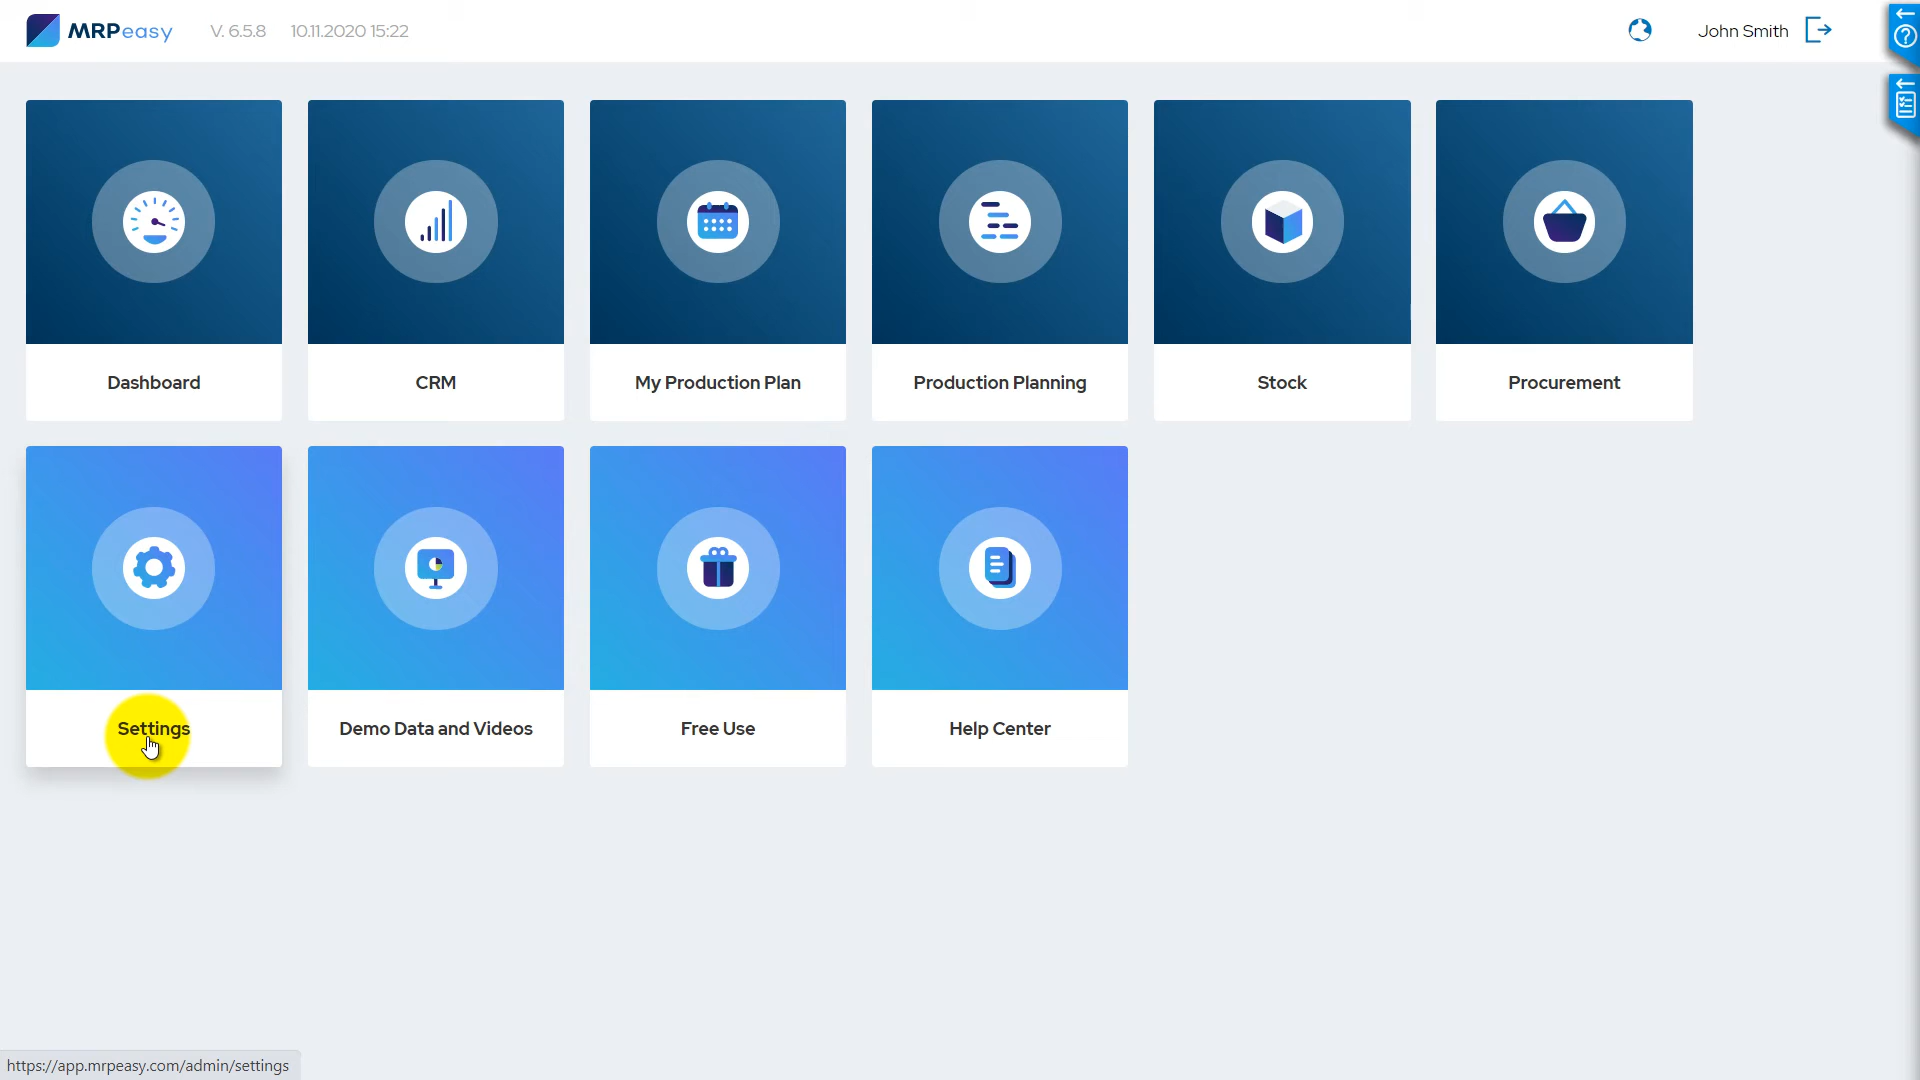 MRPeasy V. 6.5.8 10.11.2020 15:22 John Smith
Dashboard CRM My Production Plan Production Planning Stock Procurement
Settings Demo Data and Videos Free Use Help Center
https://app.mrpeasy.com/admin/settings